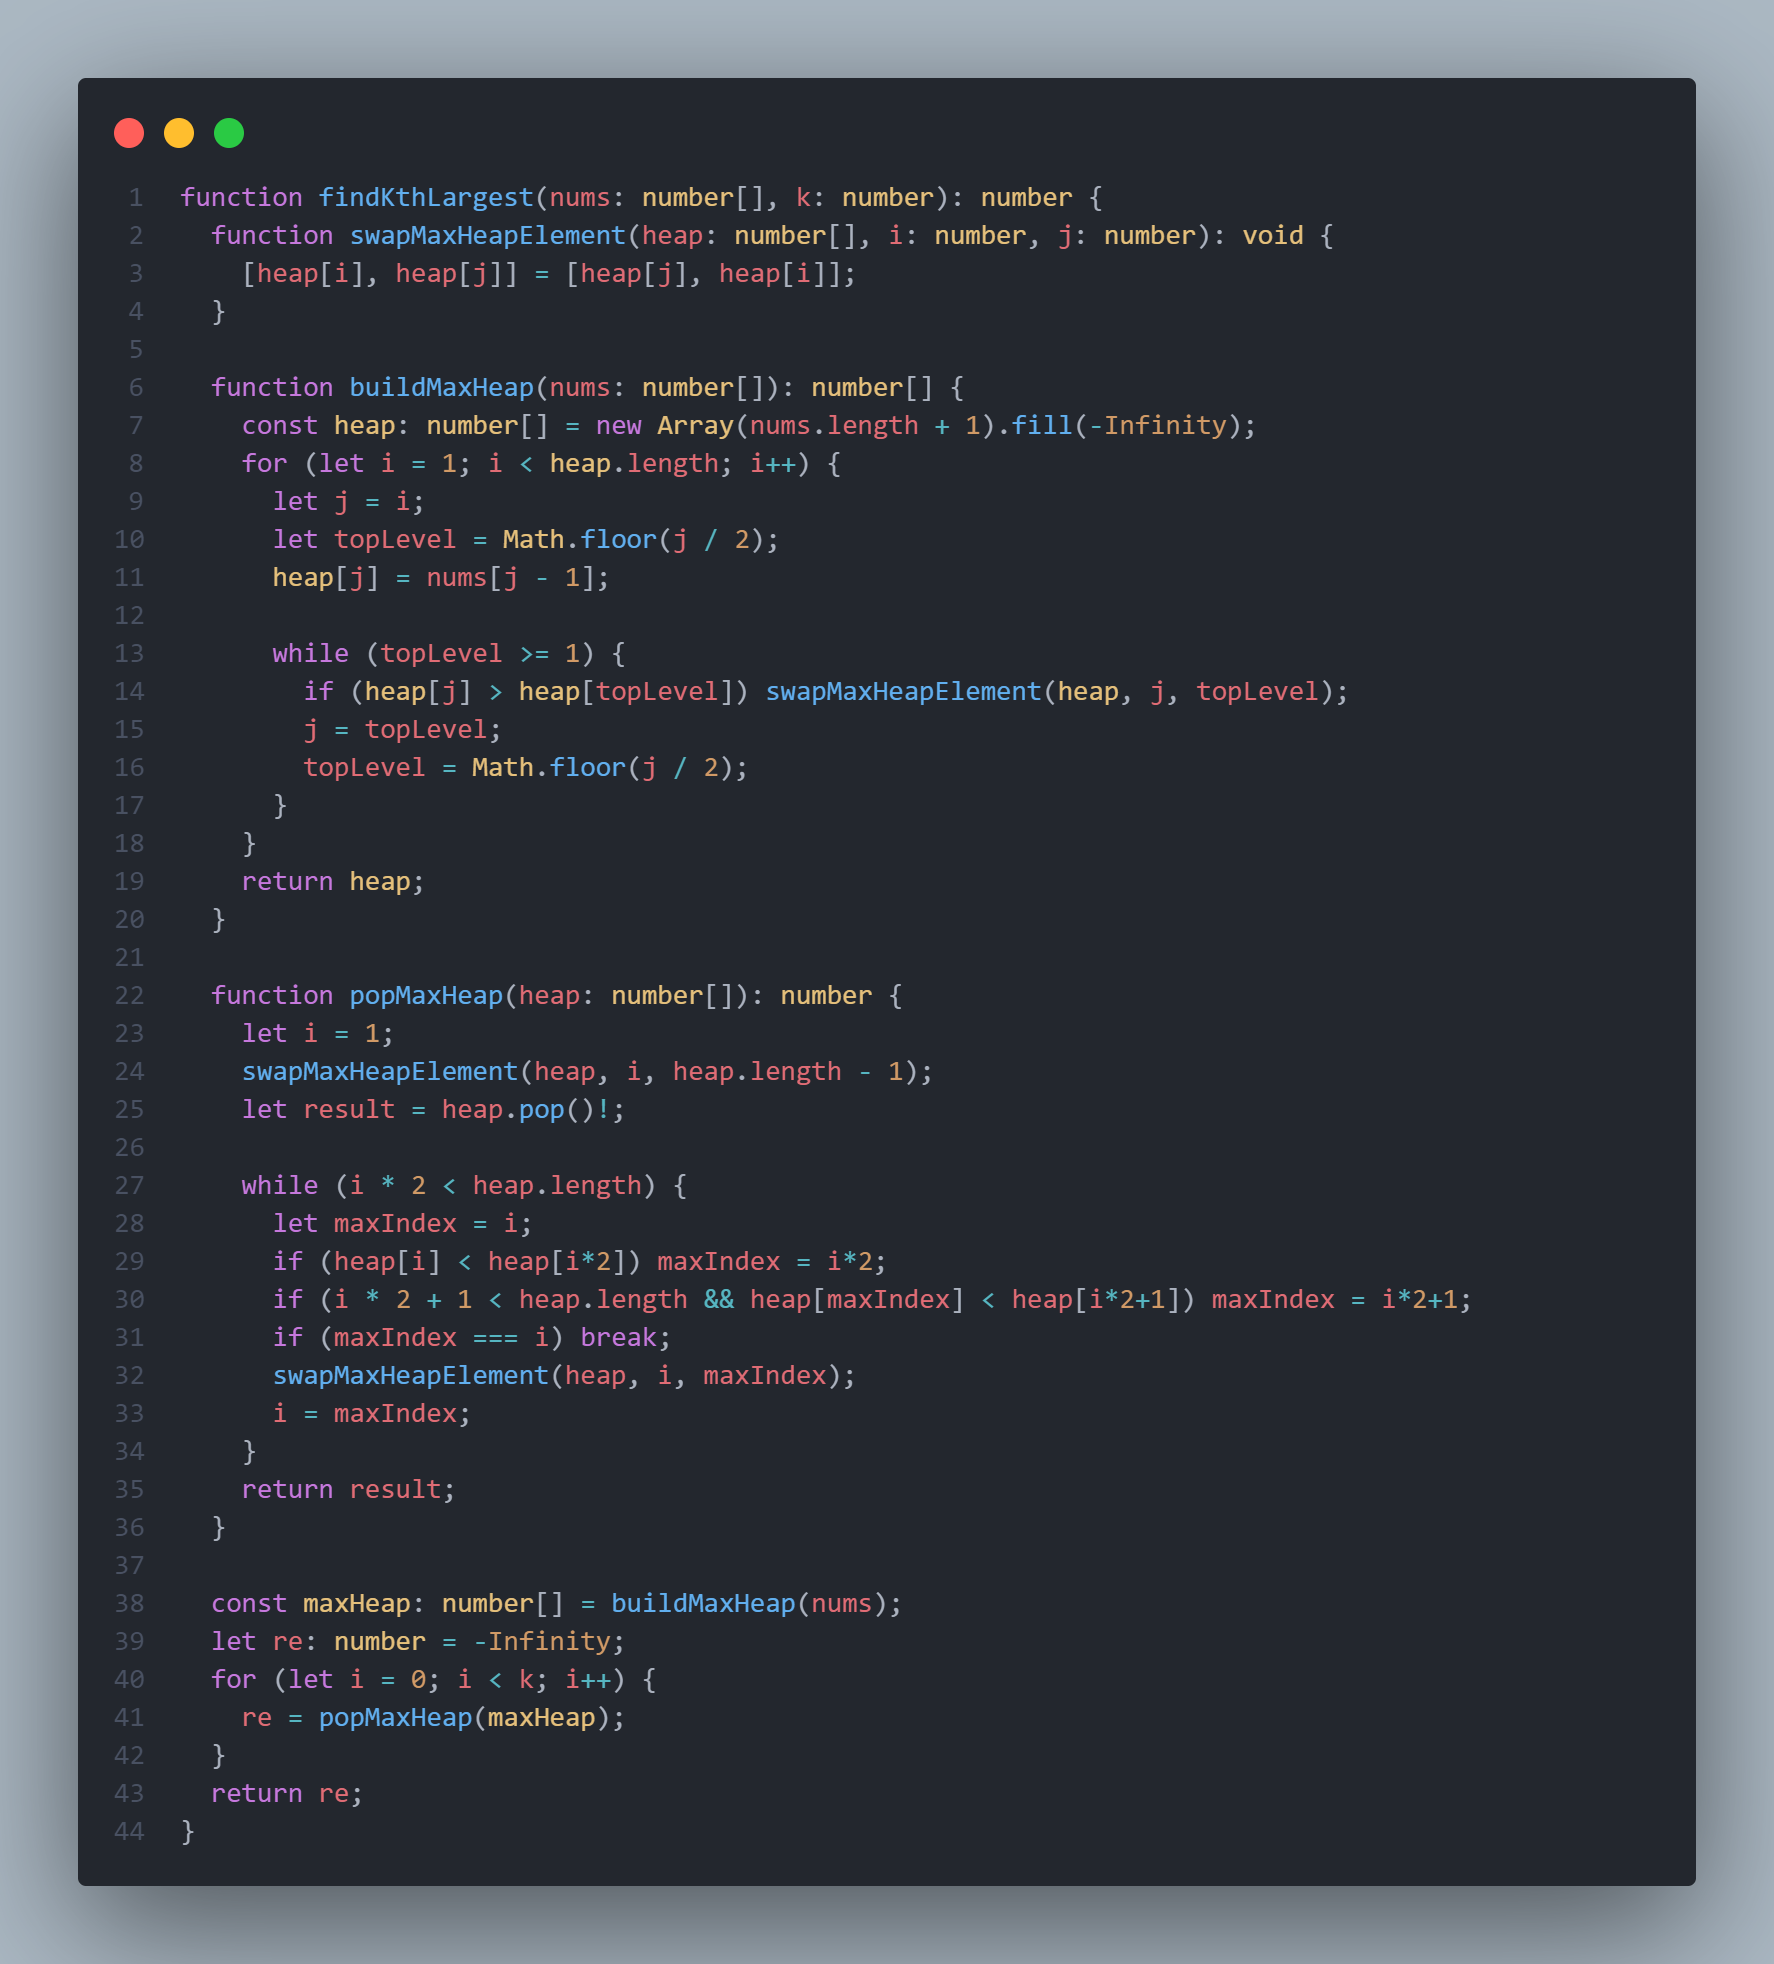 1 function findKthLargest(nums: number[], k: number): number {
2   function swapMaxHeapElement(heap: number[], i: number, j: number): void {
3     [heap[i], heap[j]] = [heap[j], heap[i]];
4   }
5
6   function buildMaxHeap(nums: number[]): number[] {
7     const heap: number[] = new Array(nums.length + 1).fill(-Infinity);
8     for (let i = 1; i < heap.length; i++) {
9       let j = i;
10       let topLevel = Math.floor(j / 2);
11       heap[j] = nums[j - 1];
12
13       while (topLevel >= 1) {
14         if (heap[j] > heap[topLevel]) swapMaxHeapElement(heap, j, topLevel);
15         j = topLevel;
16         topLevel = Math.floor(j / 2);
17       }
18     }
19     return heap;
20   }
21
22   function popMaxHeap(heap: number[]): number {
23     let i = 1;
24     swapMaxHeapElement(heap, i, heap.length - 1);
25     let result = heap.pop()!;
26
27     while (i * 2 < heap.length) {
28       let maxIndex = i;
29       if (heap[i] < heap[i*2]) maxIndex = i*2;
30       if (i * 2 + 1 < heap.length && heap[maxIndex] < heap[i*2+1]) maxIndex = i*2+1;
31       if (maxIndex === i) break;
32       swapMaxHeapElement(heap, i, maxIndex);
33       i = maxIndex;
34     }
35     return result;
36   }
37
38   const maxHeap: number[] = buildMaxHeap(nums);
39   let re: number = -Infinity;
40   for (let i = 0; i < k; i++) {
41     re = popMaxHeap(maxHeap);
42   }
43   return re;
44 }